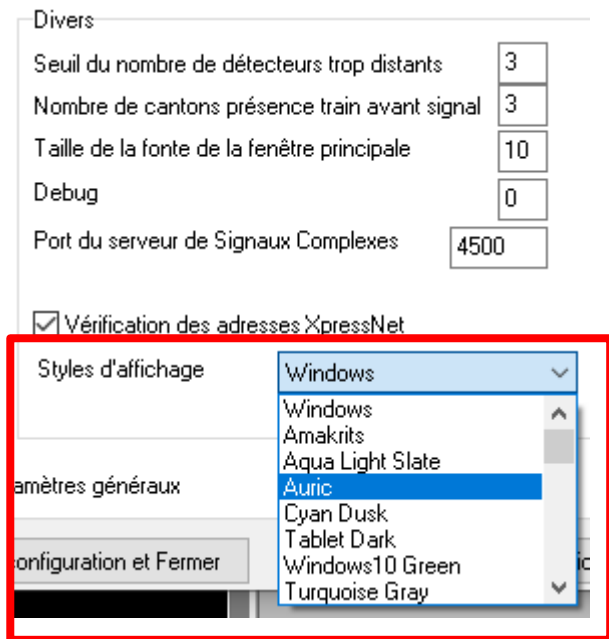 Divers
Seuil du nombre de détecteurs trop distants 3
Nombre de cantons présence train avant signal 3
Taille de la fonte de la fenêtre principale 10
Debug 0
Port du serveur de Signaux Complexes 4500
Vérification des adresses XpressNet
Styles d'affichage Windows
Windows
Amakrits
Aqua Light Slate
Auric
amètres généraux
Cyan Dusk
Tablet Dark
onfiguration et Fermer
Windows10 Green
Turquoise Gray